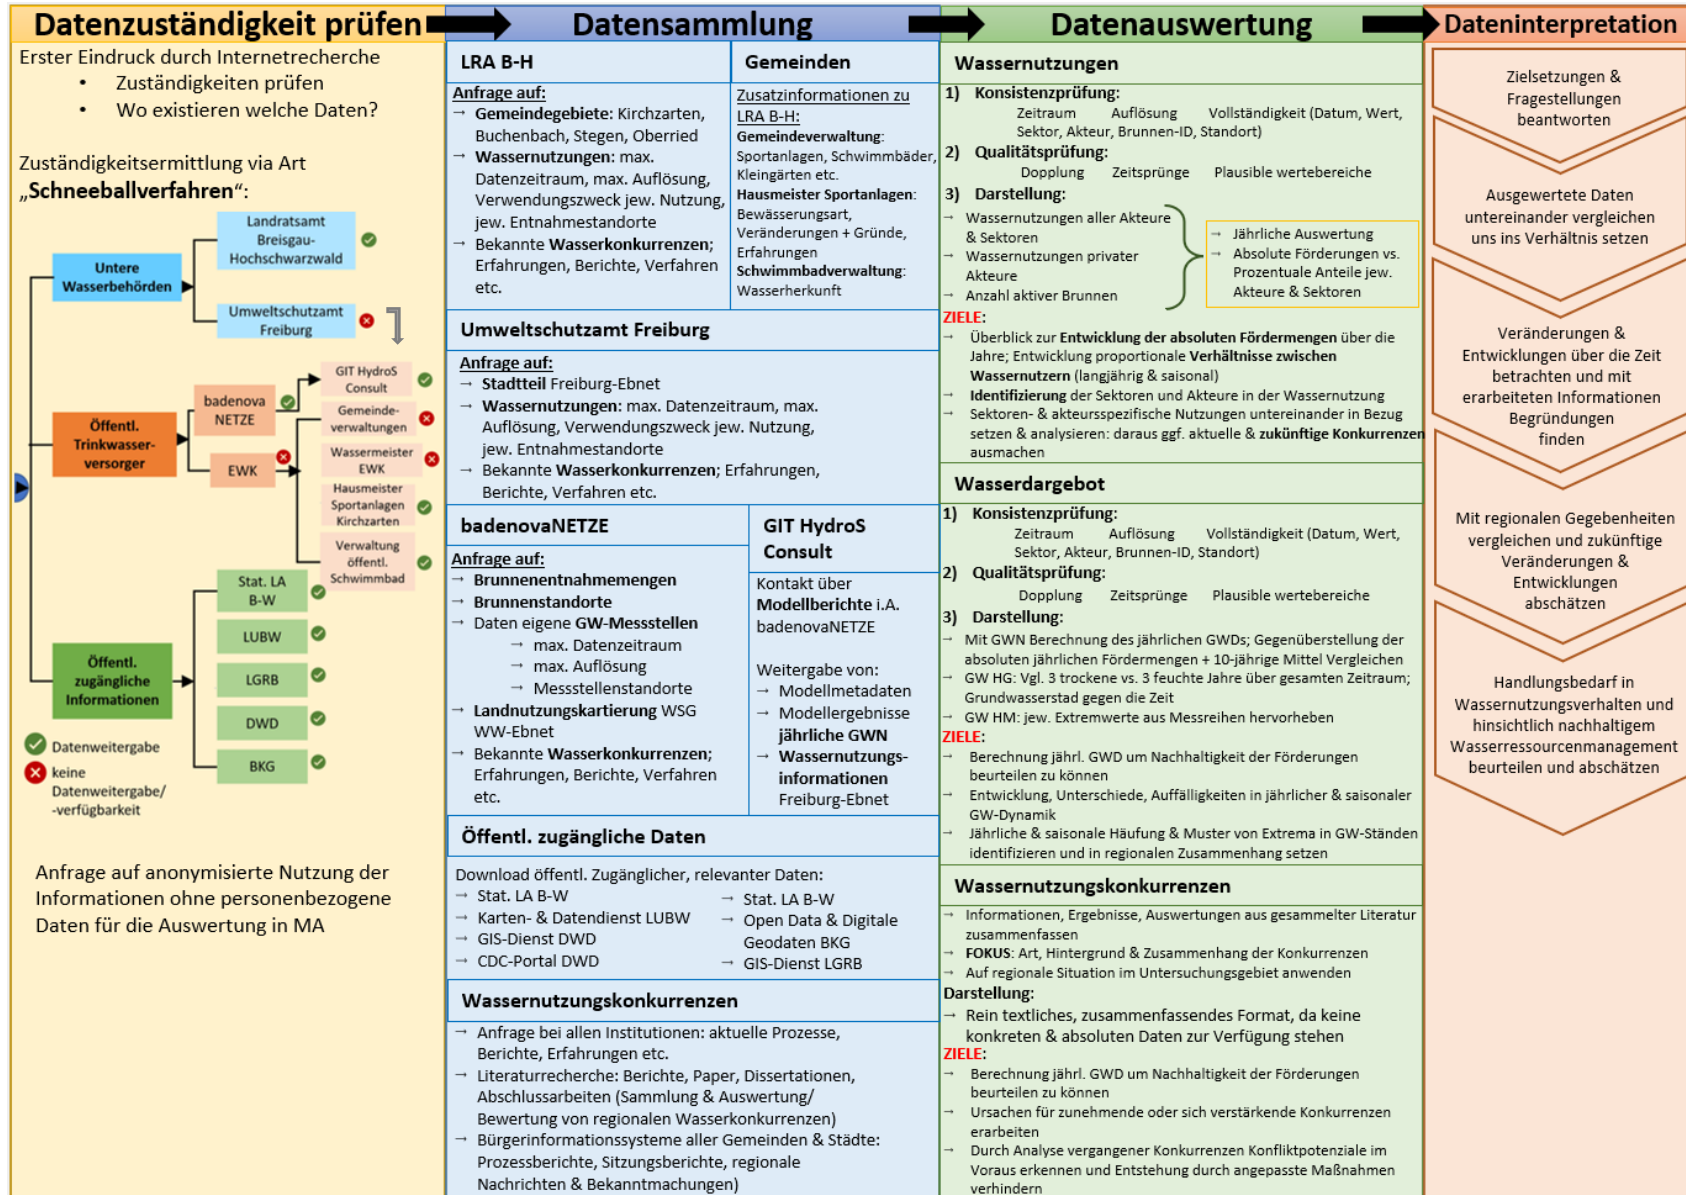 Datenzuständigkeit prüfen
Erster Eindruck durch Internetrecherche
• Zuständigkeiten prüfen
• Wo existieren welche Daten?
Zuständigkeitsermittlung via Art
„Schneeballverfahren“:
Untere
Wasserbehörden
Landratsamt
Breisgau-
Hochschwarzwald
Umweltschutzamt
Freiburg
Öffentl.
Trinkwasser-
versorger
badenova
NETZE
EWK
GIT HydroS
Consult
Gemeinde-
verwaltungen
Wassermeister
EWK
Hausmeister
Sportanlagen
Kirchzarten
Verwaltung
öffentl.
Schwimmbad
Öffentl.
zugängliche
Informationen
Stat. LA
B-W
LUBW
LGRB
DWD
BKG
Datenweitergabe
keine
Datenweitergabe/
-verfügbarkeit
Anfrage auf anonymisierte Nutzung der
Informationen ohne personenbezogene
Daten für die Auswertung in MA
Datensammlung
LRA B-H
Anfrage auf:
→ Gemeindegebiete: Kirchzarten,
Buchenbach, Stegen, Oberried
→ Wassernutzungen: max.
Datenzeitraum, max. Auflösung,
Verwendungszweck jew. Nutzung,
jew. Entnahmestandorte
→ Bekannte Wasserkonkurrenzen;
Erfahrungen, Berichte, Verfahren
etc.
Gemeinden
Zusatzinformationen zu
LRA B-H:
Gemeindeverwaltung:
Sportanlagen, Schwimmbäder,
Kleingärten etc.
Hausmeister Sportanlagen:
Bewässerungsart,
Veränderungen + Gründe,
Erfahrungen
Schwimmbadverwaltung:
Wasserherkunft
Umweltschutzamt Freiburg
Anfrage auf:
→ Stadtteil Freiburg-Ebnet
→ Wassernutzungen: max. Datenzeitraum, max.
Auflösung, Verwendungszweck jew. Nutzung,
jew. Entnahmestandorte
→ Bekannte Wasserkonkurrenzen; Erfahrungen,
Berichte, Verfahren etc.
badenovaNETZE
Anfrage auf:
→ Brunnenentnahmemengen
→ Brunnenstandorte
→ Daten eigene GW-Messstellen
→ max. Datenzeitraum
→ max. Auflösung
→ Messstellenstandorte
→ Landnutzungskartierung WSG
WW-Ebnet
→ Bekannte Wasserkonkurrenzen;
Erfahrungen, Berichte, Verfahren
etc.
GIT HydroS
Consult
Kontakt über
Modellberichte i.A.
badenovaNETZE
Weitergabe von:
→ Modellmetadaten
→ Modellergebnisse
jährliche GWN
→ Wassernutzungs-
informationen
Freiburg-Ebnet
Öffentl. zugängliche Daten
Download öffentl. Zugänglicher, relevanter Daten:
→ Stat. LA B-W
→ Karten- & Datendienst LUBW
→ GIS-Dienst DWD
→ CDC-Portal DWD
→ Stat. LA B-W
→ Open Data & Digitale
Geodaten BKG
→ GIS-Dienst LGRB
Wassernutzungskonkurrenzen
→ Anfrage bei allen Institutionen: aktuelle Prozesse,
Berichte, Erfahrungen etc.
→ Literaturrecherche: Berichte, Paper, Dissertationen,
Abschlussarbeiten (Sammlung & Auswertung/
Bewertung von regionalen Wasserkonkurrenzen)
→ Bürgerinformationssysteme aller Gemeinden & Städte:
Prozessberichte, Sitzungsberichte, regionale
Nachrichten & Bekanntmachungen)
Datenauswertung
Wassernutzungen
1) Konsistenzprüfung:
Zeitraum Auflösung Vollständigkeit (Datum, Wert,
Sektor, Akteur, Brunnen-ID, Standort)
2) Qualitätsprüfung:
Dopplung Zeitsprünge Plausible wertebereiche
3) Darstellung:
→ Wassernutzungen aller Akteure
& Sektoren
→ Wassernutzungen privater
Akteure
→ Anzahl aktiver Brunnen
→ Jährliche Auswertung
→ Absolute Förderungen vs.
Prozentuale Anteile jew.
Akteure & Sektoren
ZIELE:
→ Überblick zur Entwicklung der absoluten Fördermengen über die
Jahre; Entwicklung proportionale Verhältnisse zwischen
Wassernutzern (langjährig & saisonal)
→ Identifizierung der Sektoren und Akteure in der Wassernutzung
→ Sektoren- & akteursspezifische Nutzungen untereinander in Bezug
setzen & analysieren: daraus ggf. aktuelle & zukünftige Konkurrenzen
ausmachen
Wasserdargebot
1) Konsistenzprüfung:
Zeitraum Auflösung Vollständigkeit (Datum, Wert,
Sektor, Akteur, Brunnen-ID, Standort)
2) Qualitätsprüfung:
Dopplung Zeitsprünge Plausible wertebereiche
3) Darstellung:
→ Mit GWN Berechnung des jährlichen GWDs; Gegenüberstellung der
absoluten jährlichen Fördermengen + 10-jährige Mittel Vergleichen
→ GW HG: Vgl. 3 trockene vs. 3 feuchte Jahre über gesamten Zeitraum;
Grundwasserstad gegen die Zeit
→ GW HM: jew. Extremwerte aus Messreihen hervorheben
ZIELE:
→ Berechnung jährl. GWD um Nachhaltigkeit der Förderungen
beurteilen zu können
→ Entwicklung, Unterschiede, Auffälligkeiten in jährlicher & saisonaler
GW-Dynamik
→ Jährliche & saisonale Häufung & Muster von Extrema in GW-Ständen
identifizieren und in regionalen Zusammenhang setzen
Wassernutzungskonkurrenzen
→ Informationen, Ergebnisse, Auswertungen aus gesammelter Literatur
zusammenfassen
→ FOKUS: Art, Hintergrund & Zusammenhang der Konkurrenzen
→ Auf regionale Situation im Untersuchungsgebiet anwenden
Darstellung:
→ Rein textliches, zusammenfassendes Format, da keine
konkreten & absoluten Daten zur Verfügung stehen
ZIELE:
→ Berechnung jährl. GWD um Nachhaltigkeit der Förderungen
beurteilen zu können
→ Ursachen für zunehmende oder sich verstärkende Konkurrenzen
erarbeiten
→ Durch Analyse vergangener Konkurrenzen Konfliktpotenziale im
Voraus erkennen und Entstehung durch angepasste Maßnahmen
verhindern
Dateninterpretation
Zielsetzungen &
Fragestellungen
beantworten
Ausgewertete Daten
untereinander vergleichen
uns ins Verhältnis setzen
Veränderungen &
Entwicklungen über die Zeit
betrachten und mit
erarbeiteten Informationen
Begründungen
finden
Mit regionalen Gegebenheiten
vergleichen und zukünftige
Veränderungen &
Entwicklungen
abschätzen
Handlungsbedarf in
Wassernutzungsverhalten und
hinsichtlich nachhaltigem
Wasserressourcenmanagement
beurteilen und abschätzen